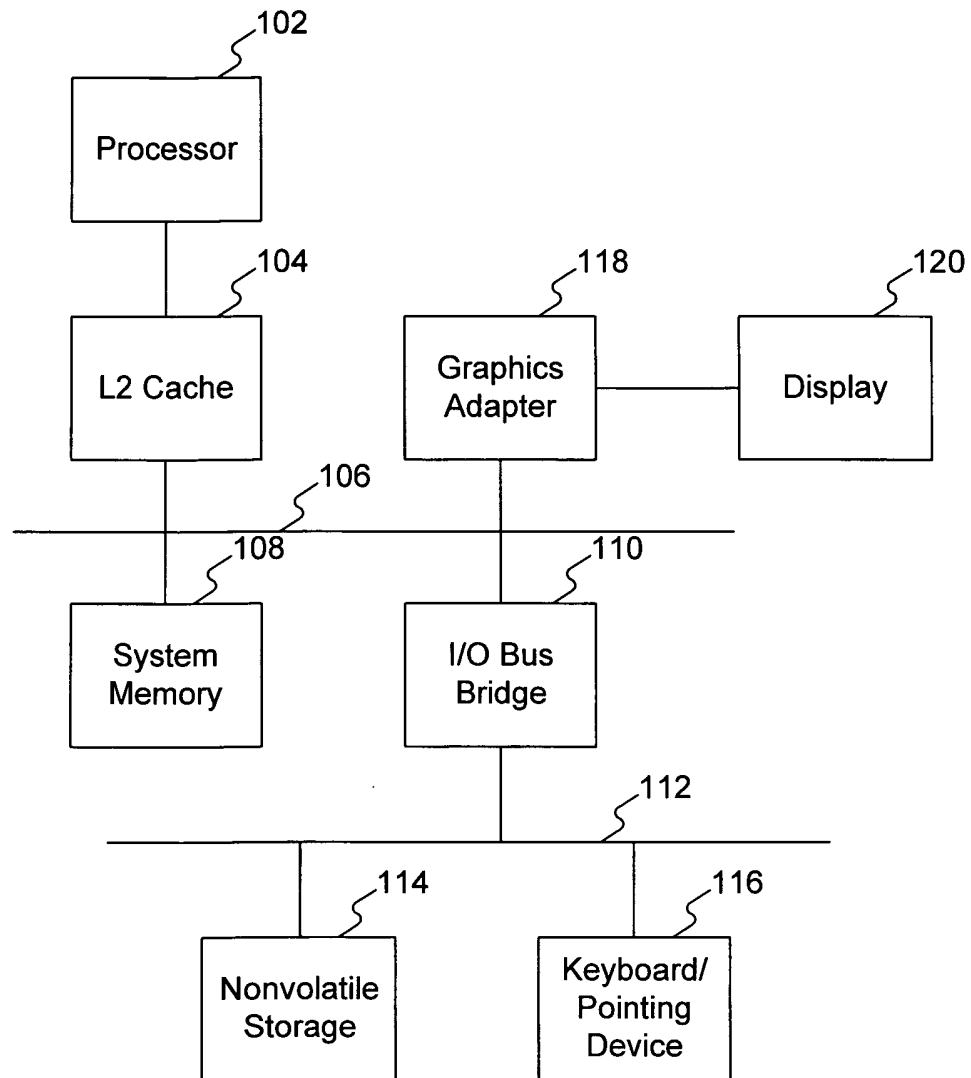 102
Processor
104
118
120
L2 Cache
Graphics
Adapter
Display
106
108
110
System
Memory
I/O Bus
Bridge
112
114
116
Nonvolatile
Storage
Keyboard/
Pointing
Device